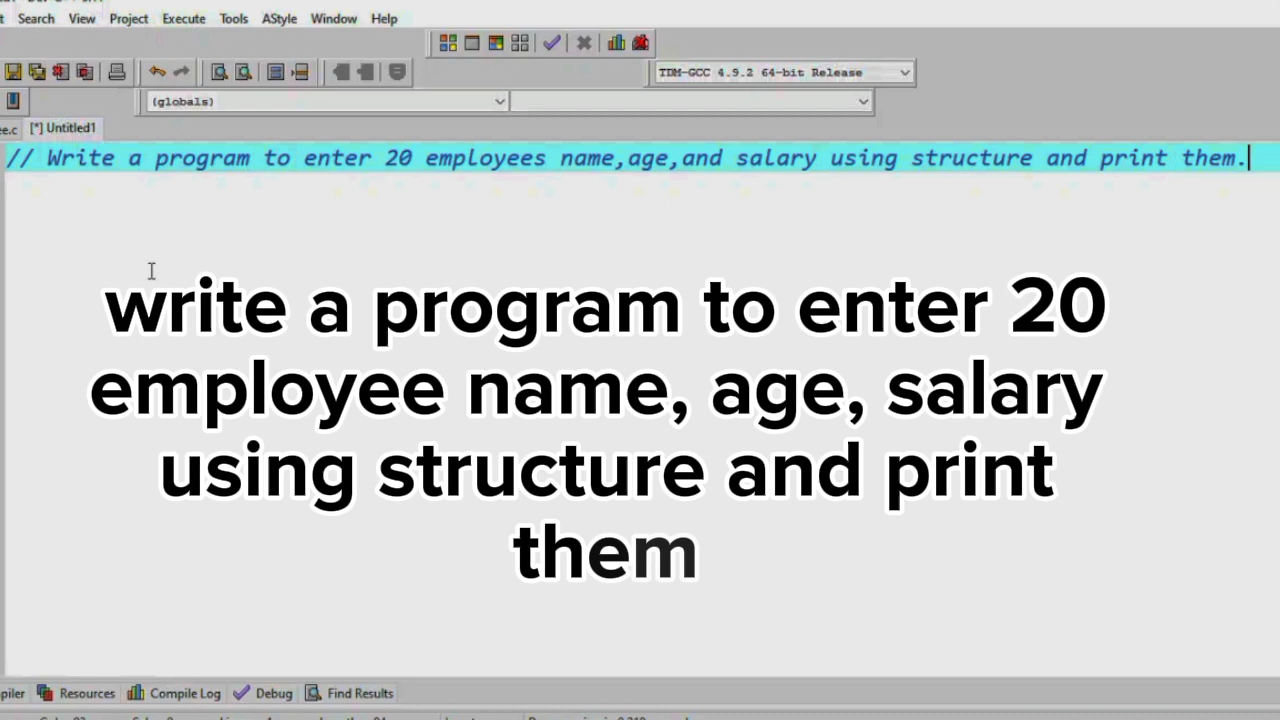 Search View Project Execute Tools AStyle Window Help
TDM-GCC 4.9.2 64-bit Release
(globals)
ee.c [*] Untitled1
// Write a program to enter 20 employees name,age,and salary using structure and print them.
write a program to enter 20
employee name, age, salary
using structure and print
them
Resources Compile Log Debug Find Results